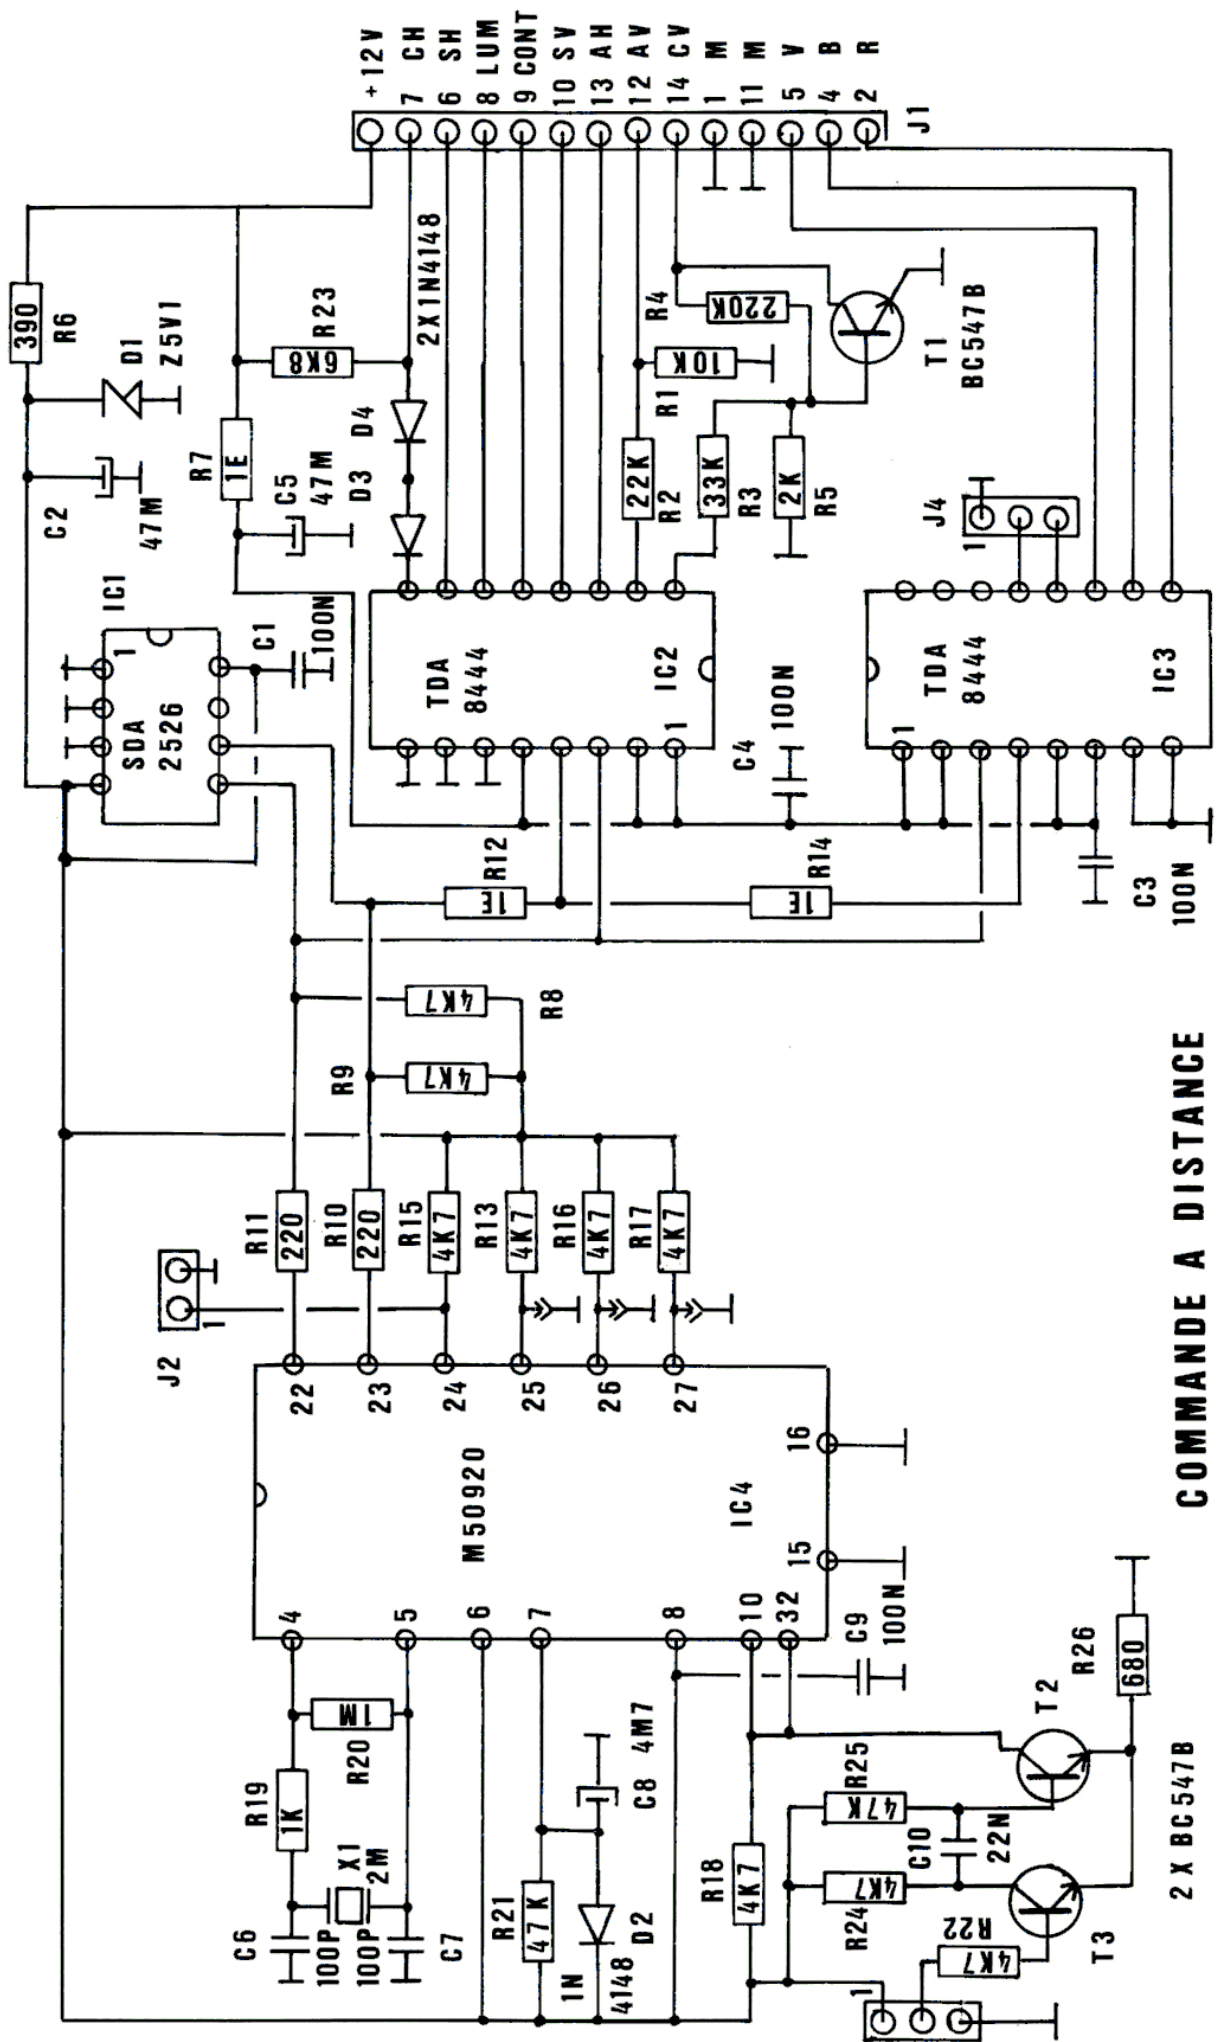 390
R6
D1
Z5V1
C2
47M
R7
1E
R23
6K8
C5
47M
D3
D4
2X1N4148
+12V
7 CH
6 SH
8 LUM
9 CONT
10 SV
13 AH
12 AV
14 CV
1 M
11 M
5 V
4 B
2 R
J1
IC1
1
SDA
2526
C1
100N
TDA
8444
IC2
1
22K
R2
R1
10K
R4
220K
33K
R3
2K
R5
T1
BC547B
J4
1
C4
100N
1
TDA
8444
IC3
C3
100N
R12
1E
R14
1E
R8
4K7
R9
4K7
R11
220
R10
220
R15
4K7
R13
4K7
R16
4K7
R17
4K7
J2
1
22
23
24
25
26
27
M50920
IC4
16
15
4
5
6
7
8
10
32
R19
1K
R20
1M
C6
100P
X1
2M
100P
C7
R21
47K
D2
1N
4148
C8
4M7
C9
100N
R18
4K7
R25
47K
C10
22N
R24
4K7
R22
4K7
T2
T3
R26
680
1
2 X BC547B
COMMANDE A DISTANCE